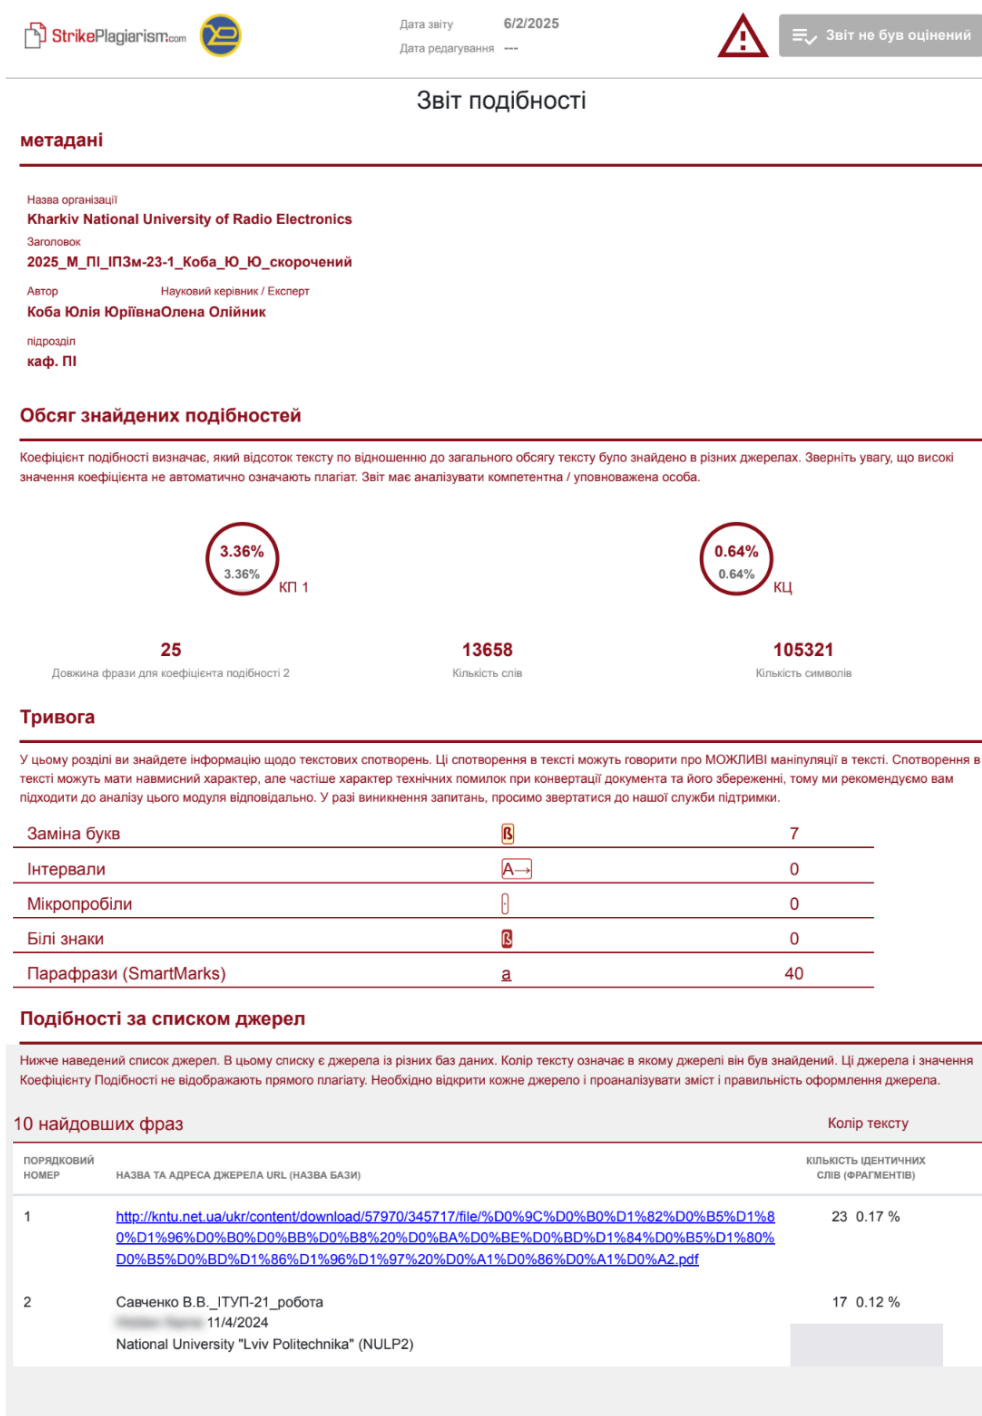 StrikePlagiarism.com
Дата звіту 6/2/2025
Дата редагування ---
Звіт не був оцінений
Звіт подібності
метадані
Назва організації
Kharkiv National University of Radio Electronics
Заголовок
2025_М_ПІ_ІПЗм-23-1_Коба_Ю_Ю_скорочений
Автор Науковий керівник / Експерт
Коба Юлія ЮріївнаОлена Олійник
підрозділ
каф. ПІ
Обсяг знайдених подібностей
Коефіцієнт подібності визначає, який відсоток тексту по відношенню до загального обсягу тексту було знайдено в різних джерелах. Зверніть увагу, що високі
значення коефіцієнта не автоматично означають плагіат. Звіт має аналізувати компетентна / уповноважена особа.
3.36%
3.36%
КП 1
0.64%
0.64%
КЦ
25 13658 105321
Довжина фрази для коефіцієнта подібності 2 Кількість слів Кількість символів
Тривога
У цьому розділі ви знайдете інформацію щодо текстових спотворень. Ці спотворення в тексті можуть говорити про МОЖЛИВІ маніпуляції в тексті. Спотворення в
тексті можуть мати навмисний характер, але частіше характер технічних помилок при конвертації документа та його збереженні, тому ми рекомендуємо вам
підходити до аналізу цього модуля відповідально. У разі виникнення запитань, просимо звертатися до нашої служби підтримки.
Заміна букв ß 7
Інтервали A→ 0
Мікропробіли · 0
Білі знаки ß 0
Парафрази (SmartMarks) a 40
Подібності за списком джерел
Нижче наведений список джерел. В цьому списку є джерела із різних баз даних. Колір тексту означає в якому джерелі він був знайдений. Ці джерела і значення
Коефіцієнту Подібності не відображають прямого плагіату. Необхідно відкрити кожне джерело і проаналізувати зміст і правильність оформлення джерела.
10 найдовших фраз Колір тексту
ПОРЯДКОВИЙ
НОМЕР НАЗВА ТА АДРЕСА ДЖЕРЕЛА URL (НАЗВА БАЗИ) КІЛЬКІСТЬ ІДЕНТИЧНИХ
СЛІВ (ФРАГМЕНТІВ)
1 http://kntu.net.ua/ukr/content/download/57970/345717/file/%D0%9C%D0%B0%D1%82%D0%B5%D1%8 23 0.17 %
0%D1%96%D0%B0%D0%BB%D0%B8%20%D0%BA%D0%BE%D0%BD%D1%84%D0%B5%D1%80%
D0%B5%D0%BD%D1%86%D1%96%D1%97%20%D0%A1%D0%86%D0%A1%D0%A2.pdf
2 Савченко В.В._ІТУП-21_робота 17 0.12 %
11/4/2024
National University "Lviv Politechnika" (NULP2)